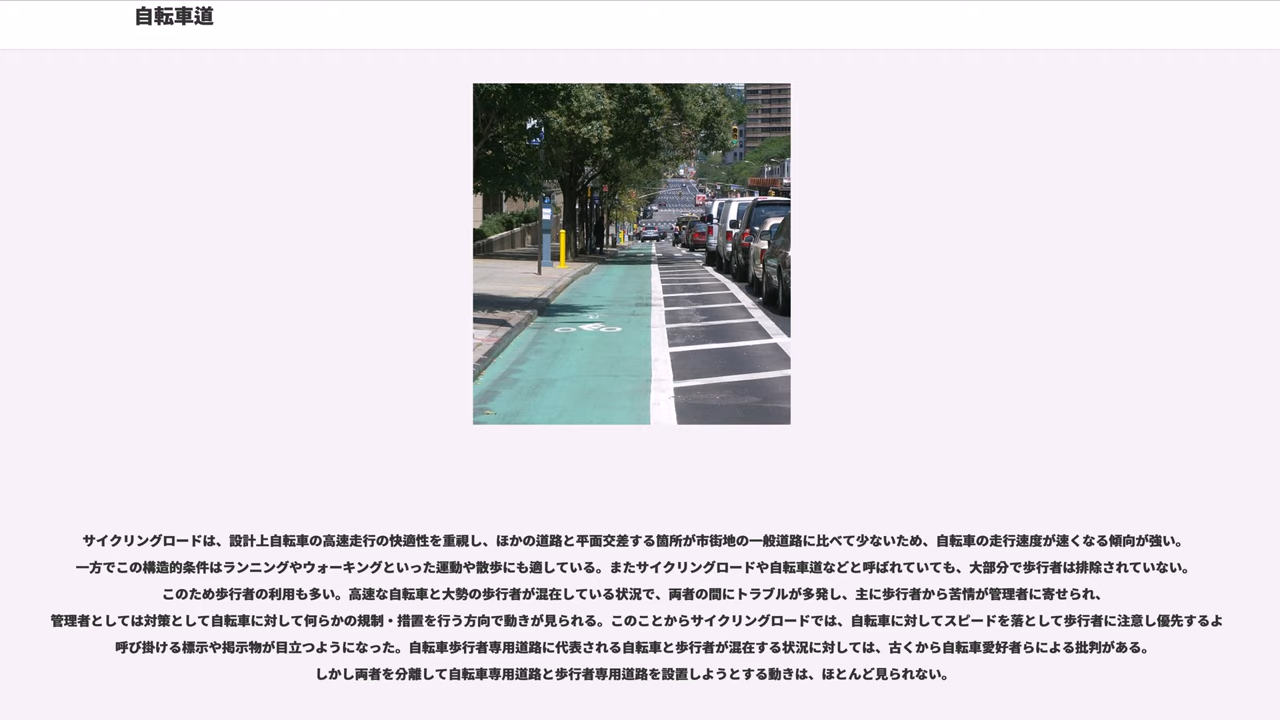 自転車道
サイクリングロードは、設計上自転車の高速走行の快適性を重視し、ほかの道路と平面交差する箇所が市街地の一般道路に比べて少ないため、自転車の走行速度が速くなる傾向が強い。
一方でこの構造的条件はランニングやウォーキングといった運動や散歩にも適している。またサイクリングロードや自転車道などと呼ばれていても、大部分で歩行者は排除されていない。
このため歩行者の利用も多い。高速な自転車と大勢の歩行者が混在している状況で、両者の間にトラブルが多発し、主に歩行者から苦情が管理者に寄せられ、
管理者としては対策として自転車に対して何らかの規制・措置を行う方向で動きが見られる。このことからサイクリングロードでは、自転車に対してスピードを落として歩行者に注意し優先するよ
呼び掛ける標示や掲示物が目立つようになった。自転車歩行者専用道路に代表される自転車と歩行者が混在する状況に対しては、古くから自転車愛好者らによる批判がある。
しかし両者を分離して自転車専用道路と歩行者専用道路を設置しようとする動きは、ほとんど見られない。